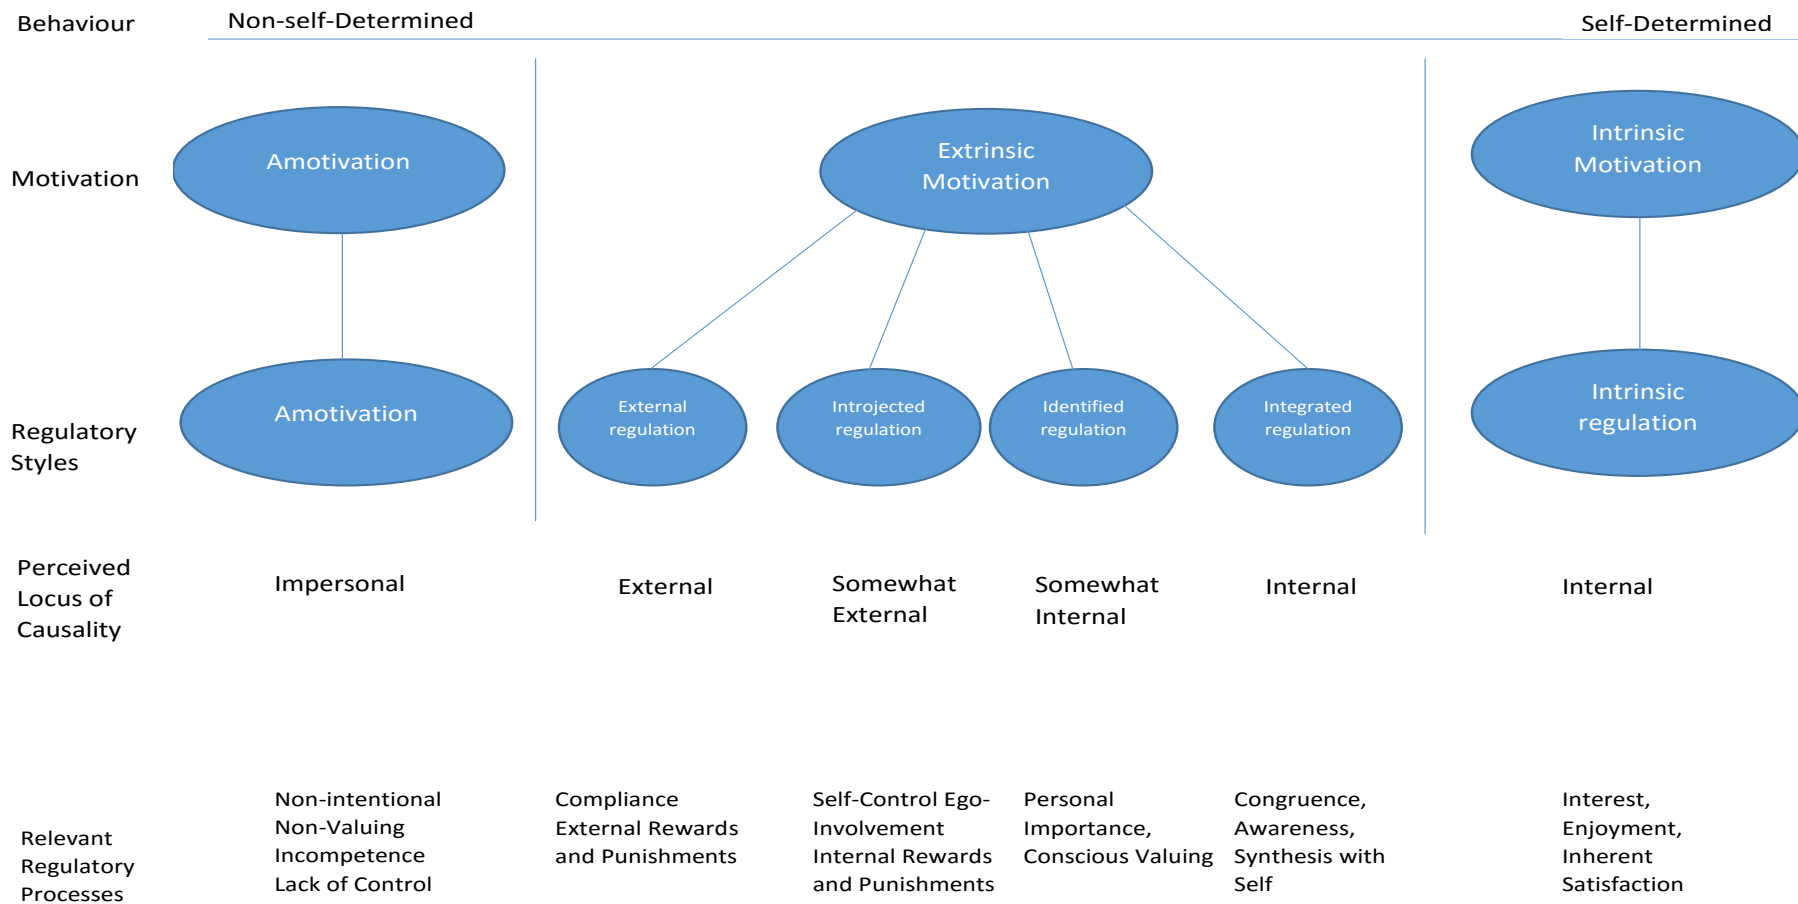 Behaviour
Non-self-Determined
Self-Determined
Motivation
Amotivation
Extrinsic
Motivation
Intrinsic
Motivation
Regulatory
Styles
Amotivation
External
regulation
Introjected
regulation
Identified
regulation
Integrated
regulation
Intrinsic
regulation
Perceived
Locus of
Causality
Impersonal
External
Somewhat
External
Somewhat
Internal
Internal
Internal
Relevant
Regulatory
Processes
Non-intentional
Non-Valuing
Incompetence
Lack of Control
Compliance
External Rewards
and Punishments
Self-Control Ego-
Involvement
Internal Rewards
and Punishments
Personal
Importance,
Conscious Valuing
Congruence,
Awareness,
Synthesis with
Self
Interest,
Enjoyment,
Inherent
Satisfaction